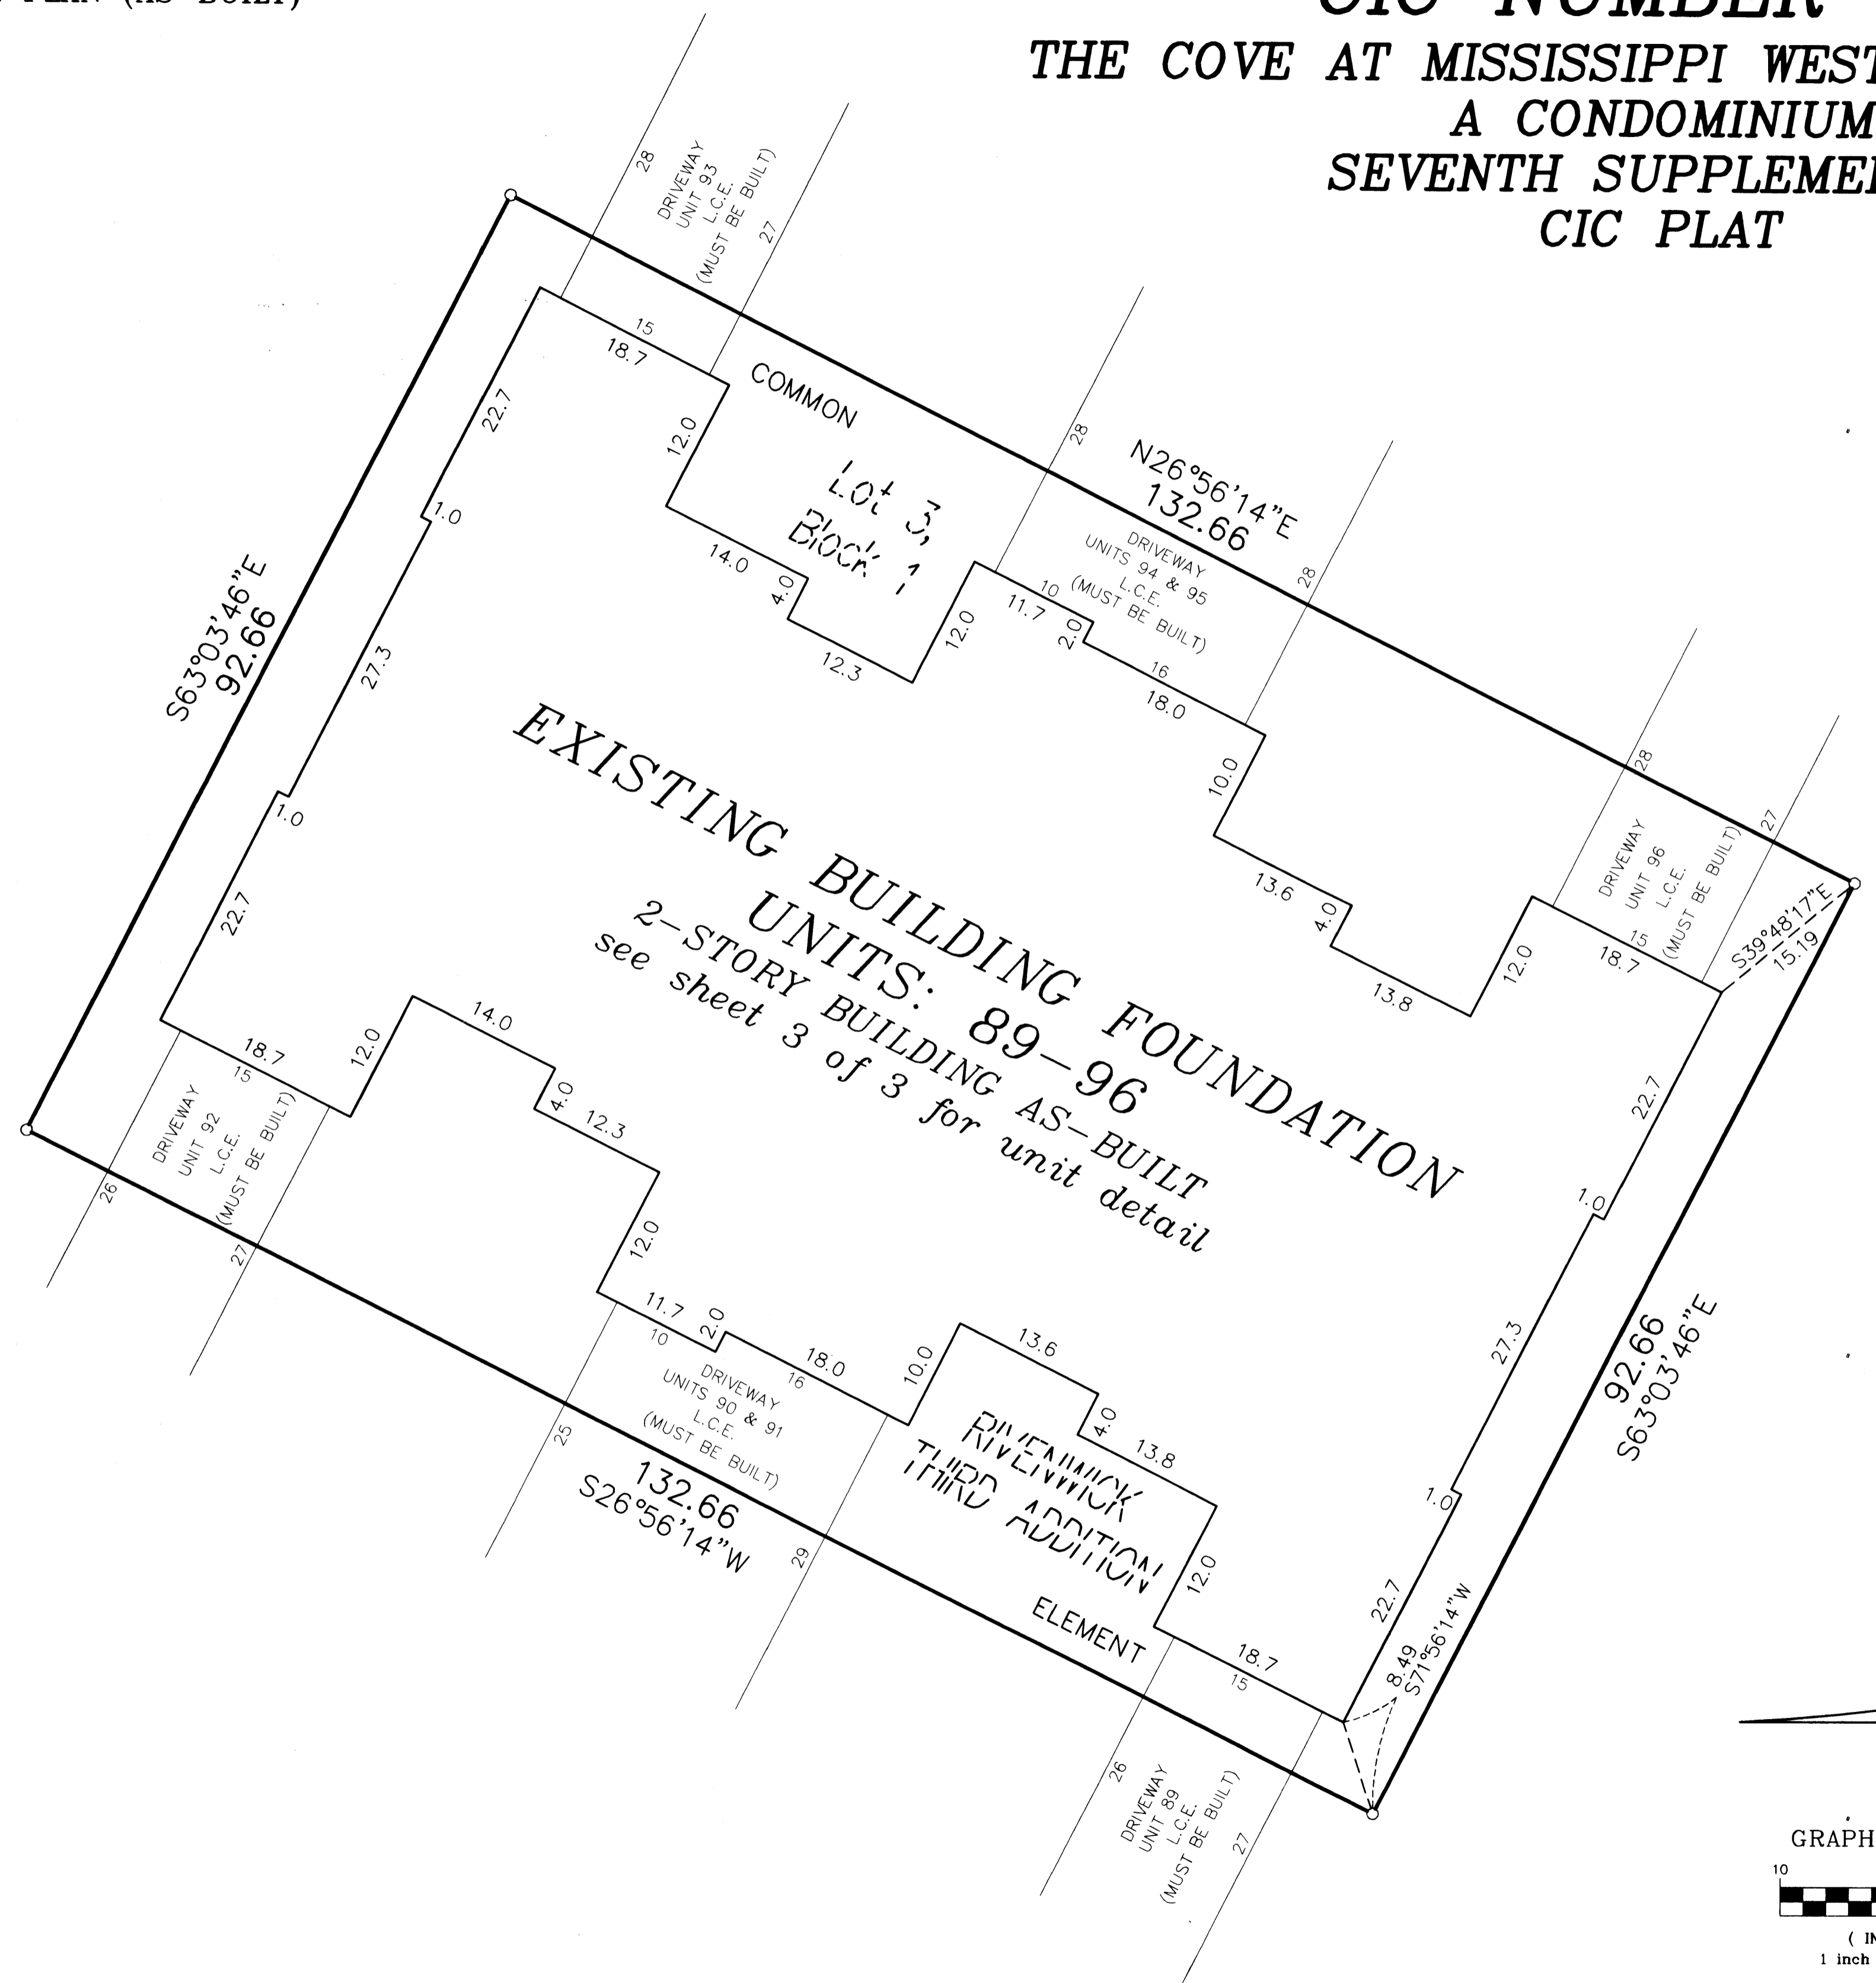 PLAN (AS BUILT)
CIC NUMBER
THE COVE AT MISSISSIPPI WEST
A CONDOMINIUM
SEVENTH SUPPLEME
CIC PLAT
28
DRIVEWAY
UNIT 93
L.C.E.
(MUST BE BUILT)
27
15
18.7
COMMON
22.7
12.0
Lot 3,
Block 1
1.0
14.0
4.0
12.3
12.0
28
N26°56'14"E
132.66
28
DRIVEWAY
UNITS 94 & 95
L.C.E.
(MUST BE BUILT)
10
11.7
2.0
16
18.0
S63°03'46"E
92.66
27.3
10.0
13.6
4.0
13.8
12.0
28
DRIVEWAY
UNIT 96
L.C.E.
(MUST BE BUILT)
27
15
18.7
S39°48'17"E
15.19
1.0
22.7
EXISTING BUILDING FOUNDATION
UNITS: 89-96
2-STORY BUILDING AS-BUILT
see sheet 3 of 3 for unit detail
22.7
1.0
27.3
92.66
S63°03'46"E
1.0
22.7
18.7
15
12.0
14.0
4.0
12.3
12.0
DRIVEWAY
UNIT 92
L.C.E.
(MUST BE BUILT)
26
27
11.7
10
2.0
18.0
16
10.0
13.6
4.0
13.8
12.0
DRIVEWAY
UNITS 90 & 91
L.C.E.
(MUST BE BUILT)
25
132.66
S26°56'14"W
29
RIVENWICK
THIRD ADDITION
ELEMENT
18.7
15
8.49
S71°56'14"W
26
DRIVEWAY
UNIT 89
L.C.E.
(MUST BE BUILT)
27
GRAPH
10
( IN
1 inch